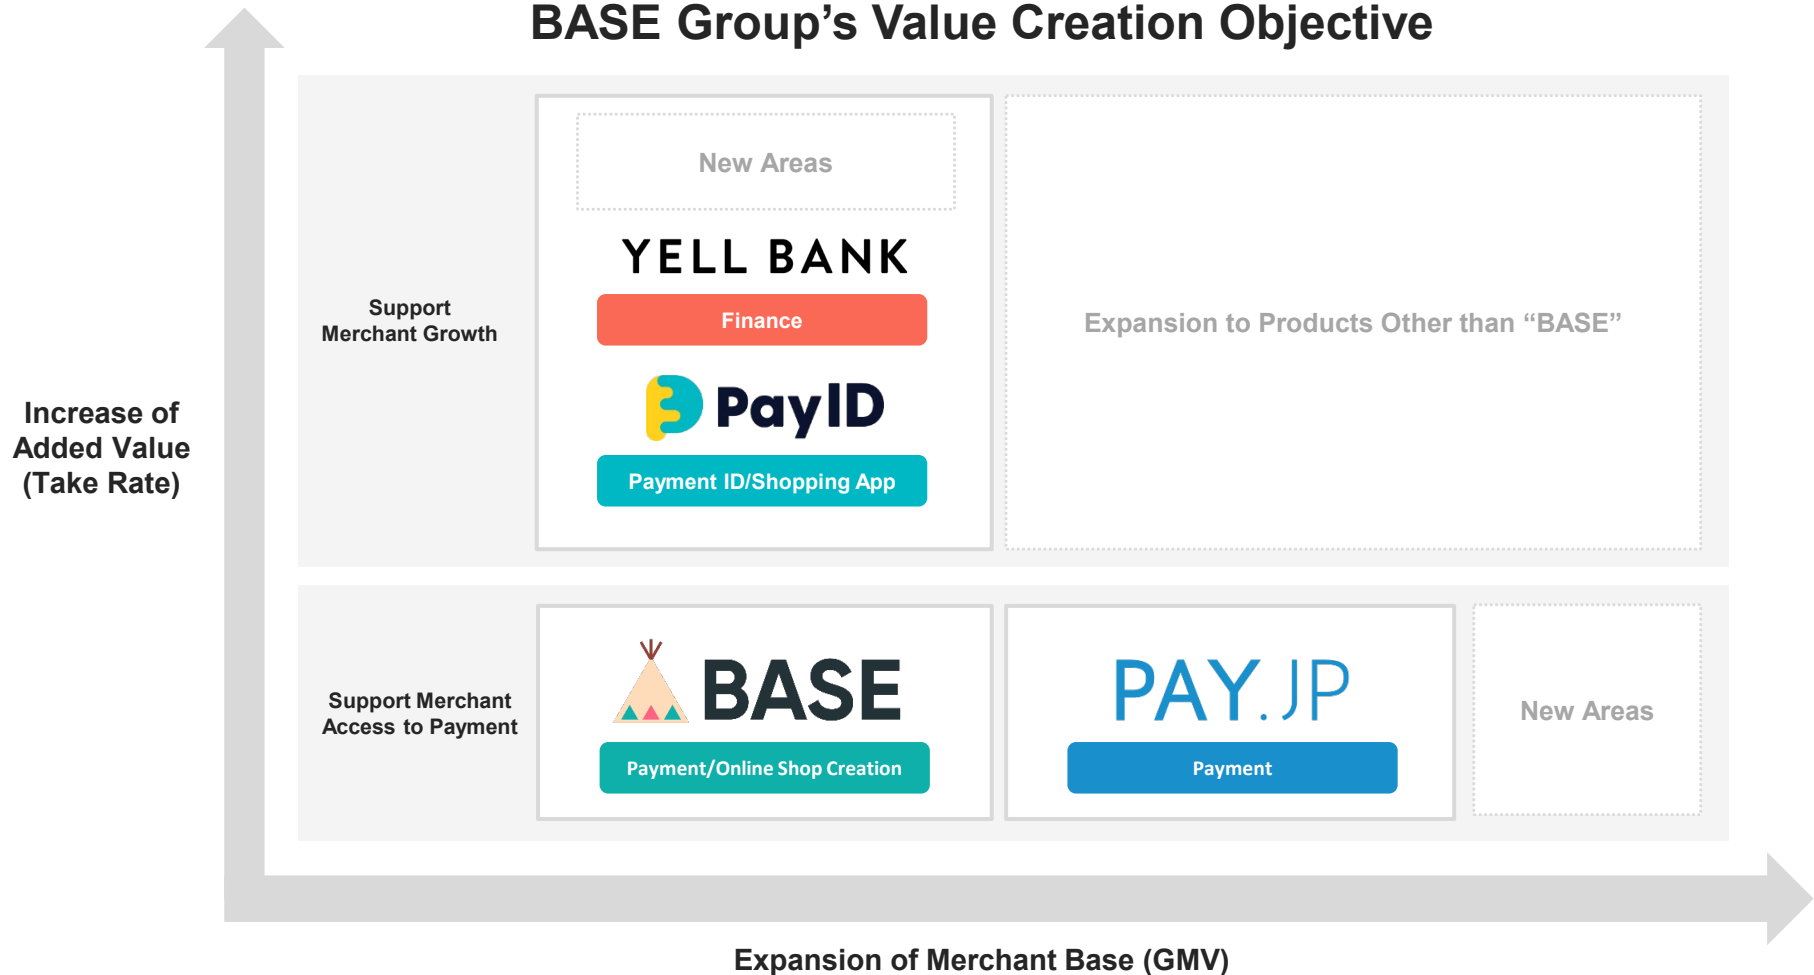 BASE Group’s Value Creation Objective
New Areas
YELL BANK
Finance
PayID
Payment ID/Shopping App
Expansion to Products Other than “BASE”
Support
Merchant Growth
Increase of
Added Value
(Take Rate)
Support Merchant
Access to Payment
BASE
Payment/Online Shop Creation
PAY.JP
Payment
New Areas
Expansion of Merchant Base (GMV)